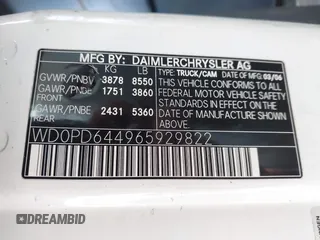 MFG BY: DAIMLERCHRYSLER AG
KG LB TYPE TRUCK/CAM DATE OF MFG 03/06
GVWR/PNBV 3878 8550 THIS VEHICLE CONFORMS TO ALL APPLICABLE
GAWR/PNBE 1751 3860 FEDERAL MOTOR VEHICLE SAFETY
FRONT STANDARDS IN EFFECT ON THE
GAWR/PNBE 2431 5360 DATE OF MANUFACTURE SHOWN
REAR ABOVE.
WD0PD644965929822
DREAMBID